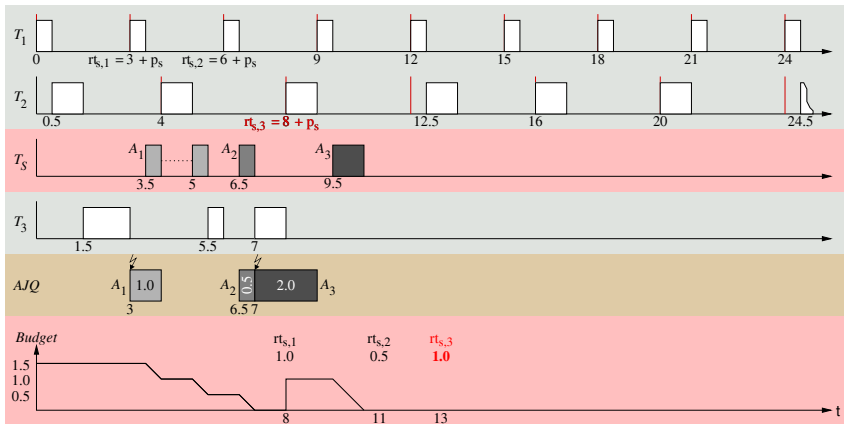 T1
0 rts,1 = 3 + ps rts,2 = 6 + ps 9 12 15 18 21 24
T2
0.5 4 rts,3 = 8 + ps 12.5 16 20 24.5
TS A1 A2 A3
3.5 5 6.5 9.5
T3
1.5 5.5 7
AJQ A1 1.0 A2 0.5 2.0 A3
3 6.5 7
Budget rts,1 rts,2 rts,3
1.0 0.5 1.0
1.5
1.0
0.5
t
8 11 13